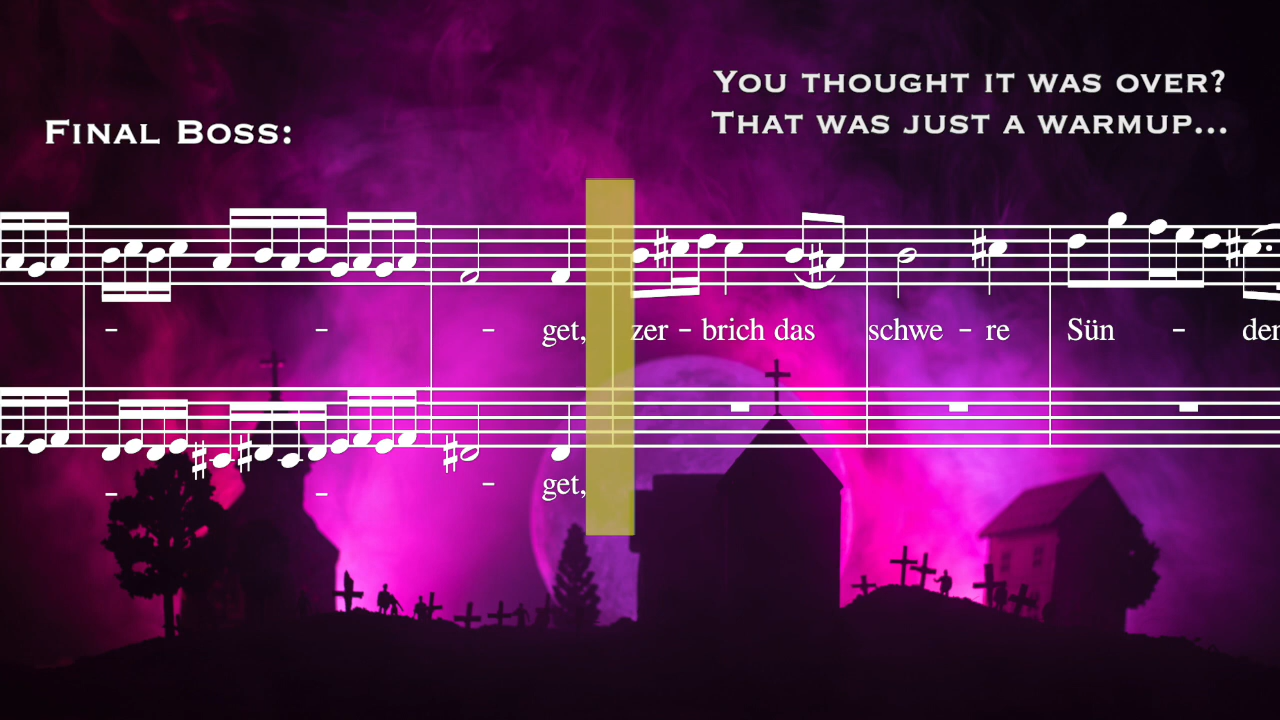 Final Boss:
You thought it was over?
That was just a warmup...
- - - get, zer - brich das schwe - re Sün - den
- - - get,